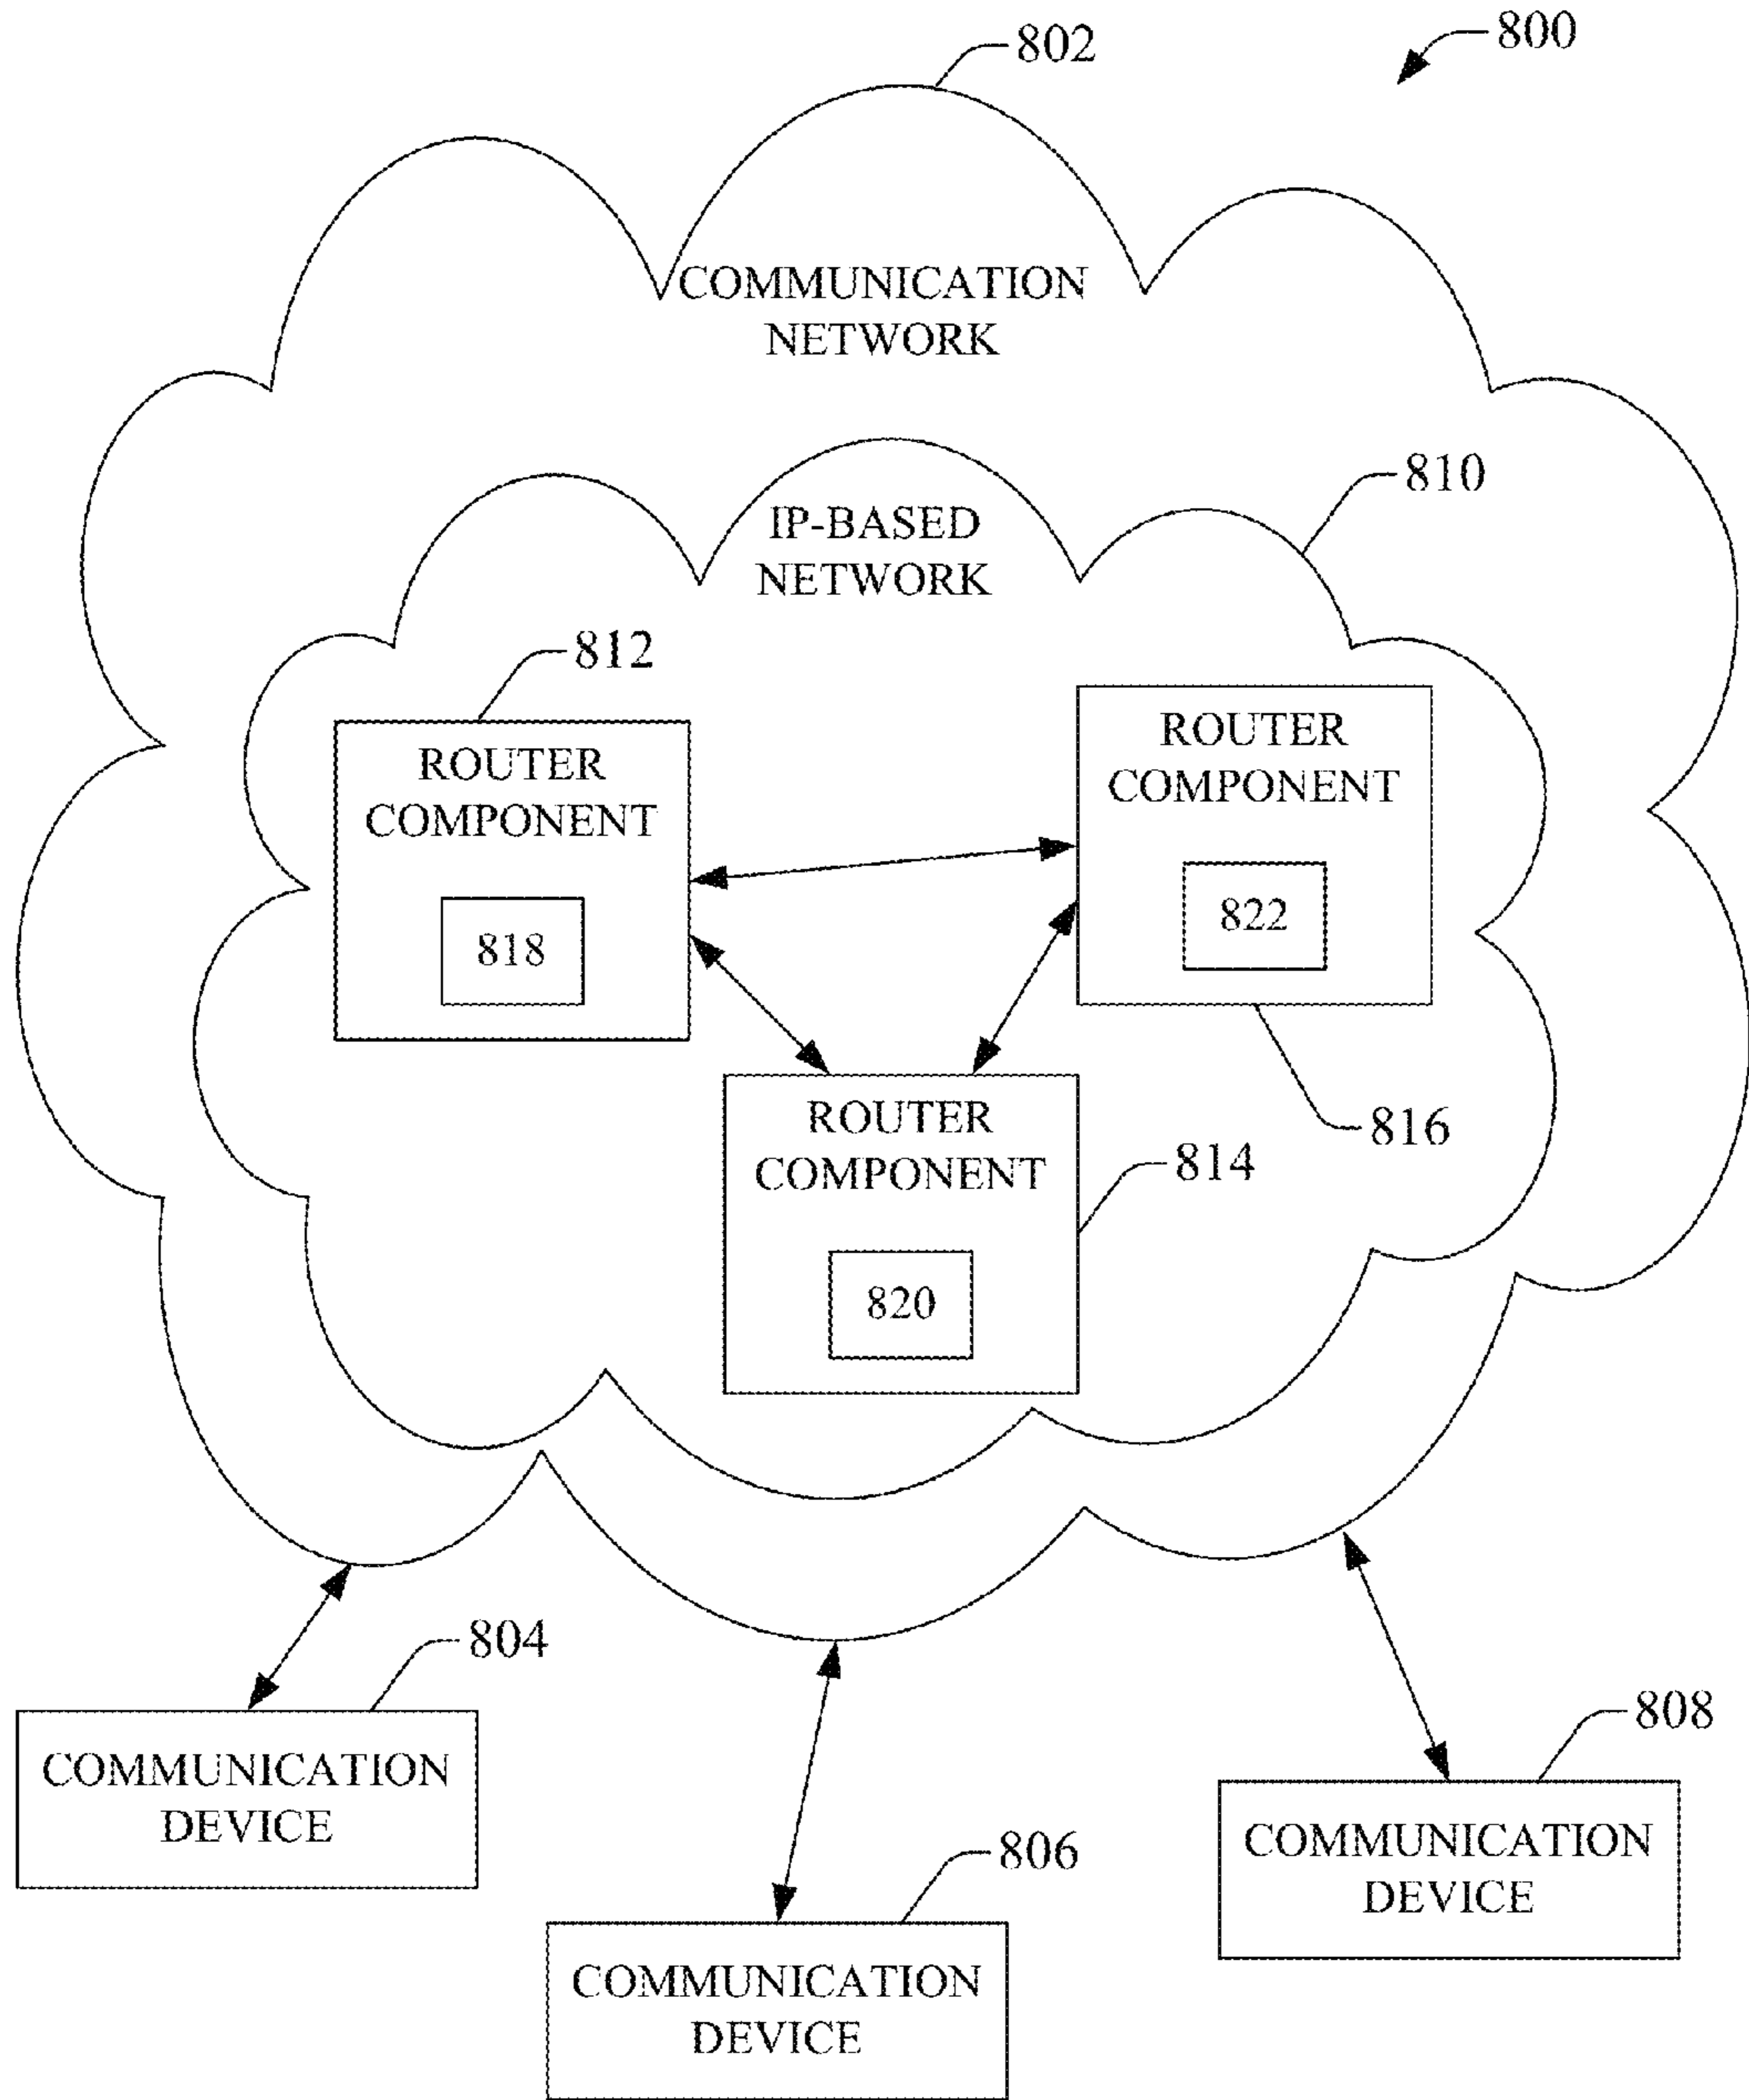 802
800
COMMUNICATION
NETWORK
810
IP-BASED
NETWORK
812
ROUTER
COMPONENT
818
ROUTER
COMPONENT
822
816
ROUTER
COMPONENT
814
820
804
COMMUNICATION
DEVICE
806
COMMUNICATION
DEVICE
808
COMMUNICATION
DEVICE